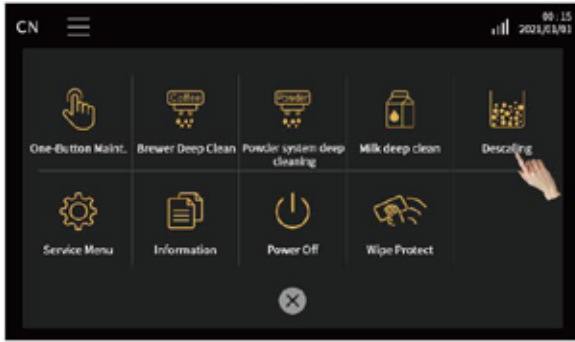 CN
00:15
2021/01/01
Coffee
Powder
One-Button Maint.
Brewer Deep Clean
Powder system deep
cleaning
Milk deep clean
Descaling
Service Menu
Information
Power Off
Wipe Protect